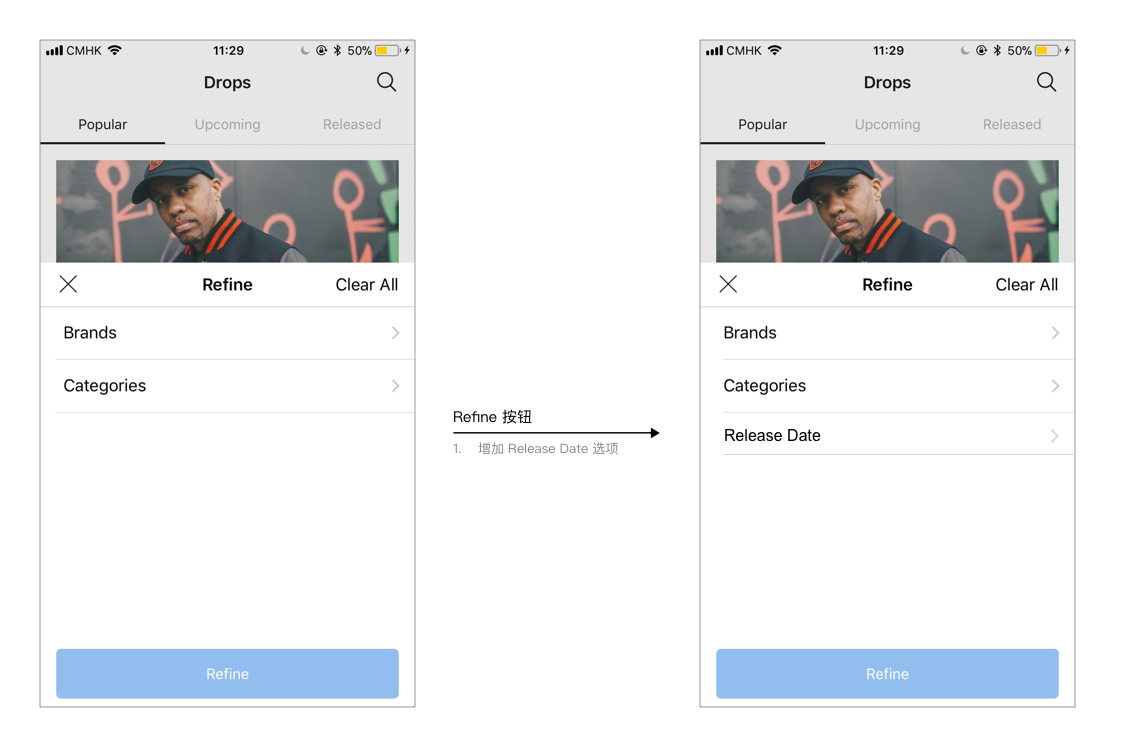 CMHK 11:29 50%
Drops
Popular Upcoming Released
Refine Clear All
Brands
Categories
Refine
Refine 按钮
1. 增加 Release Date 选项
CMHK 11:29 50%
Drops
Popular Upcoming Released
Refine Clear All
Brands
Categories
Release Date
Refine